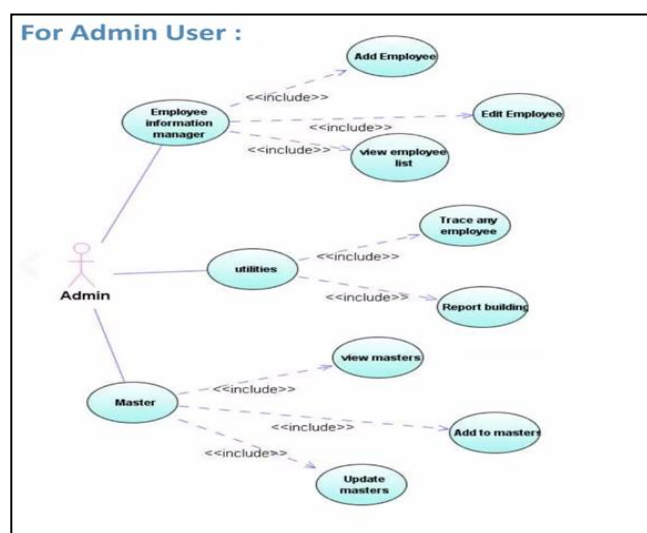 For Admin User :
Add Employee
<<include>>
Employee
information
manager
Edit Employee
<<include>>
<<include>>
view employee
list
Trace any
employee
<<include>>
utilities
Admin
<<include>>
Report building
view masters
<<include>>
Master
<<include>>
Add to masters
<<include>>
Update
masters